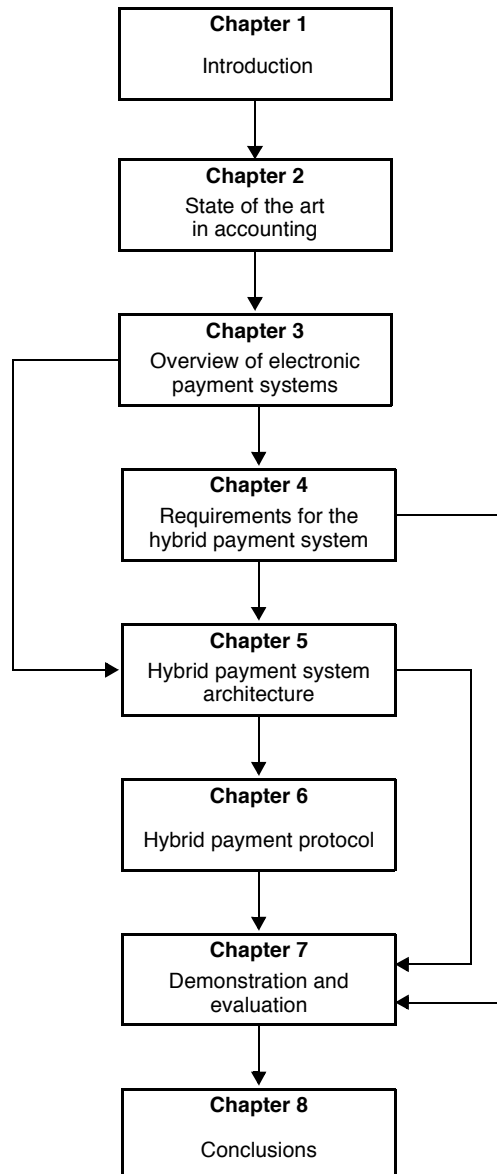 Chapter 1
Introduction
Chapter 2
State of the art
in accounting
Chapter 3
Overview of electronic
payment systems
Chapter 4
Requirements for the
hybrid payment system
Chapter 5
Hybrid payment system
architecture
Chapter 6
Hybrid payment protocol
Chapter 7
Demonstration and
evaluation
Chapter 8
Conclusions